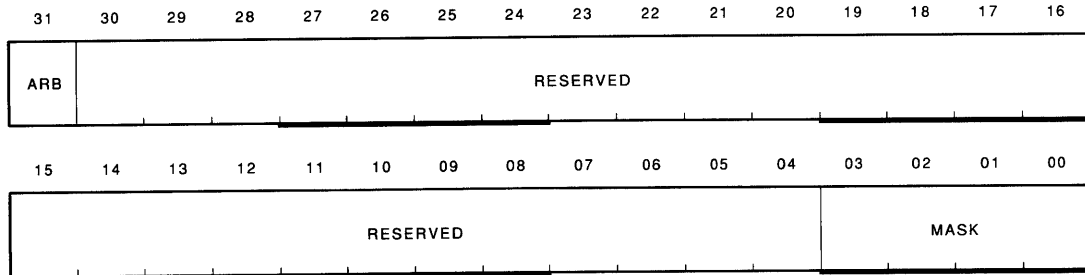 31 30 29 28 27 26 25 24 23 22 21 20 19 18 17 16
ARB RESERVED
15 14 13 12 11 10 09 08 07 06 05 04 03 02 01 00
RESERVED MASK